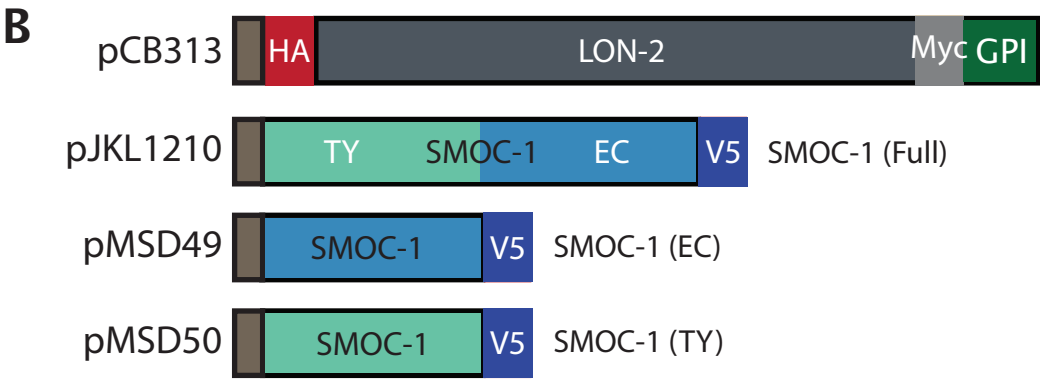 B
pCB313 HA LON-2 Myc GPI
pJKL1210 TY SMOC-1 EC V5 SMOC-1 (Full)
pMSD49 SMOC-1 V5 SMOC-1 (EC)
pMSD50 SMOC-1 V5 SMOC-1 (TY)